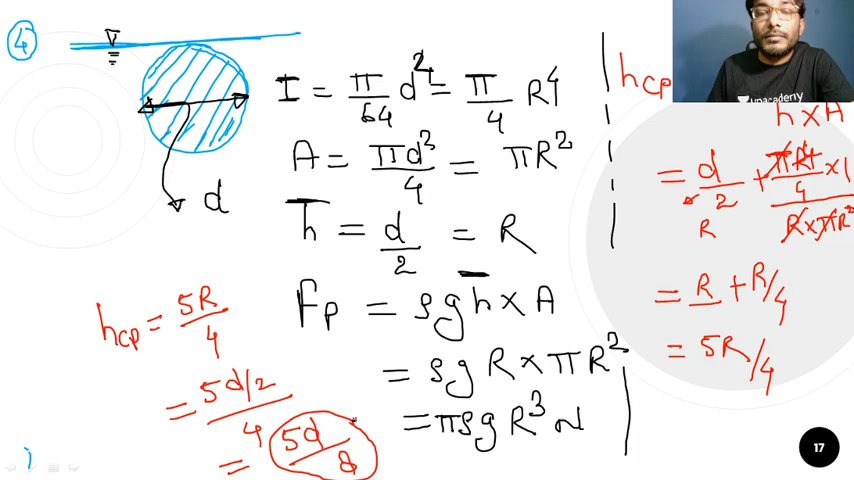 4
d
I = π/64 d⁴ = π/4 R⁴
A = πd²/4 = πR²
h̅ = d/2 = R
Fp = ρgh × A
= ρg R × πR²
= πρg R³ N
hcp = 5R/4
= 5d/2/4
= 5d/8
hcp
h × A
= d/2 + πR⁴/4 × 1/R × πR²
R
= R + R/4
= 5R/4
unacademy
17